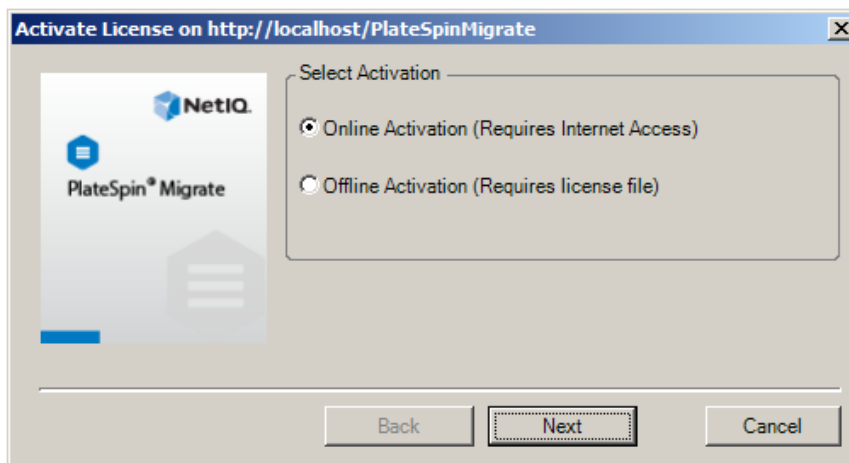 Activate License on http://localhost/PlateSpinMigrate
NetIQ.
PlateSpin® Migrate
Select Activation
Online Activation (Requires Internet Access)
Offline Activation (Requires license file)
Back
Next
Cancel